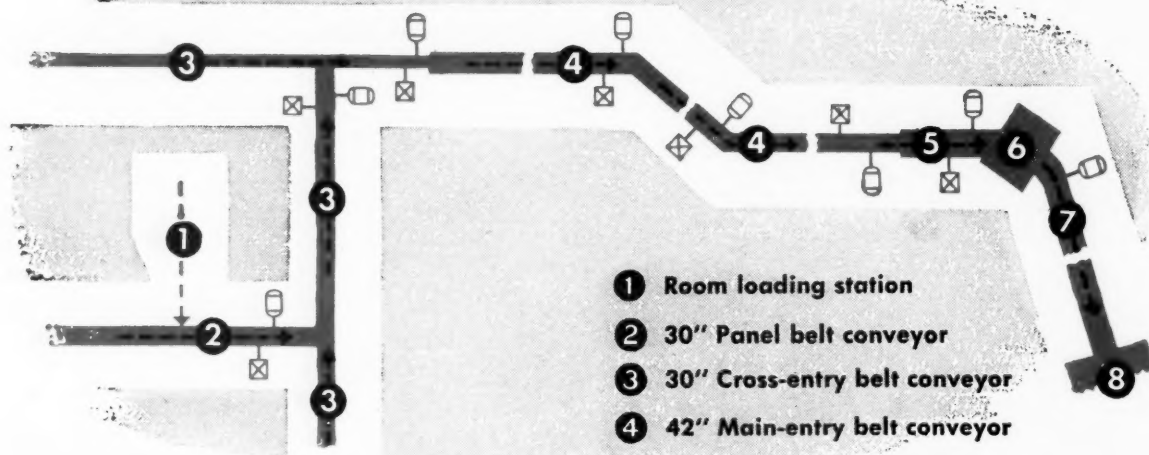 3
4
3
4
5
6
7
1
2
3
8
1 Room loading station
2 30″ Panel belt conveyor
3 30″ Cross-entry belt conveyor
4 42″ Main-entry belt conveyor